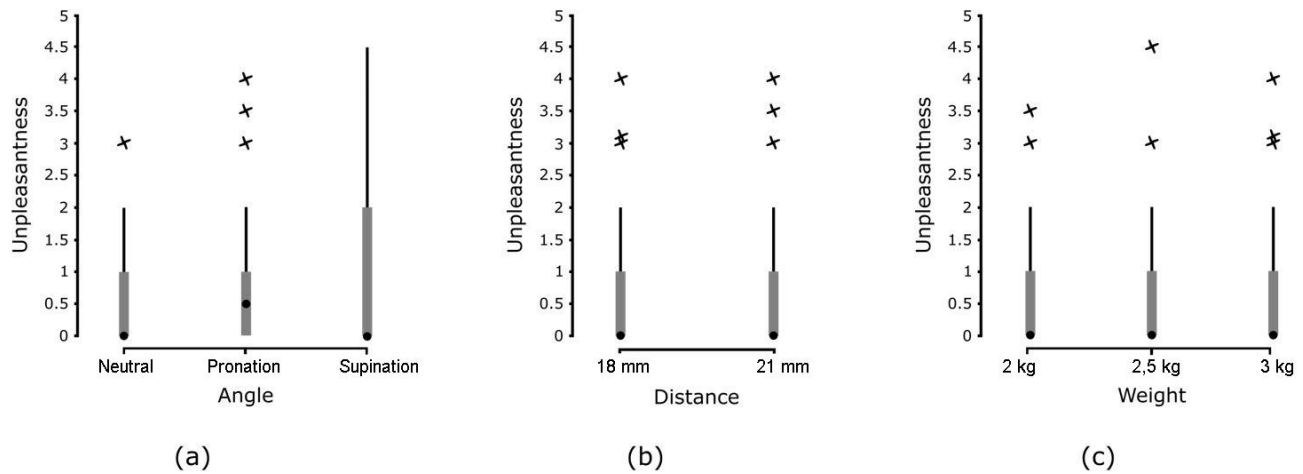 Unpleasantness
5
4.5
4
3.5
3
2.5
2
1.5
1
0.5
0
Neutral Pronation Supination
Angle
(a)
Unpleasantness
5
4.5
4
3.5
3
2.5
2
1.5
1
0.5
0
18 mm 21 mm
Distance
(b)
Unpleasantness
5
4.5
4
3.5
3
2.5
2
1.5
1
0.5
0
2 kg 2,5 kg 3 kg
Weight
(c)